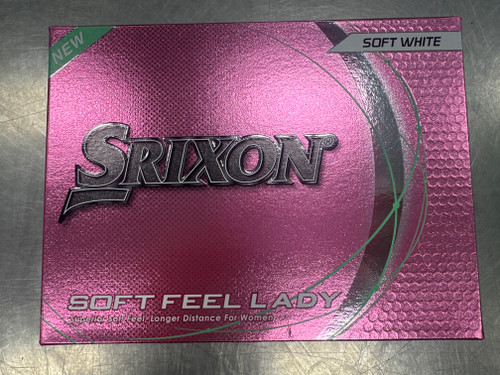 NEW
SOFT WHITE
SRIXON
SOFT FEEL LADY
Superior Soft Feel • Longer Distance For Women